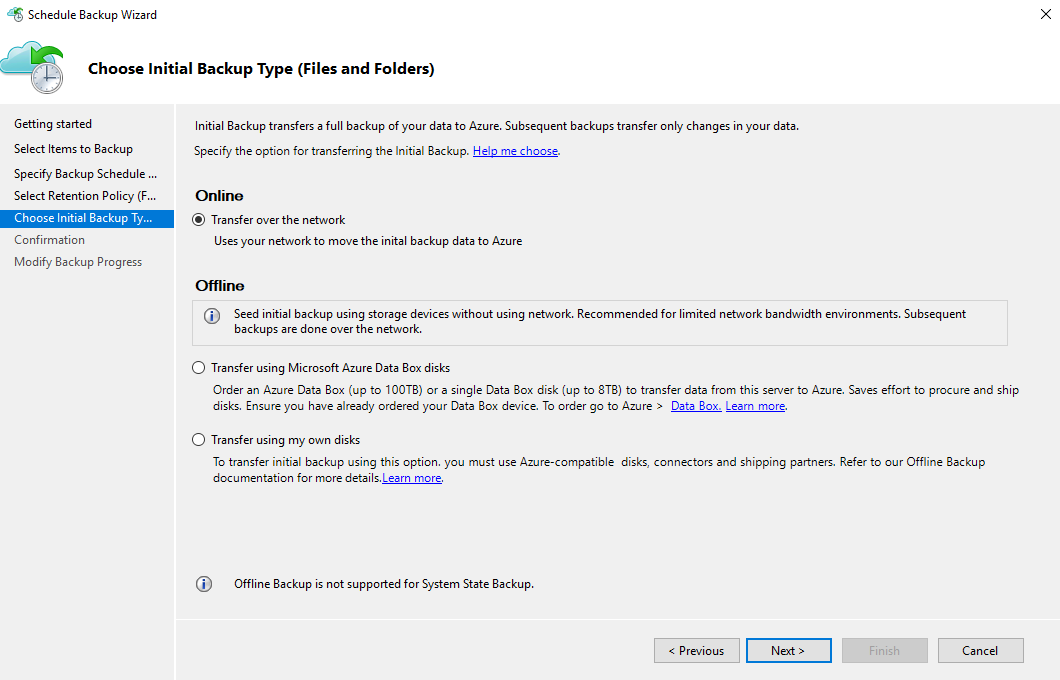 Schedule Backup Wizard
Choose Initial Backup Type (Files and Folders)
Getting started
Select Items to Backup
Specify Backup Schedule ...
Select Retention Policy (F...
Choose Initial Backup Ty...
Confirmation
Modify Backup Progress
Initial Backup transfers a full backup of your data to Azure. Subsequent backups transfer only changes in your data.
Specify the option for transferring the Initial Backup. Help me choose.
Online
Transfer over the network
Uses your network to move the inital backup data to Azure
Offline
Seed initial backup using storage devices without using network. Recommended for limited network bandwidth environments. Subsequent
backups are done over the network.
Transfer using Microsoft Azure Data Box disks
Order an Azure Data Box (up to 100TB) or a single Data Box disk (up to 8TB) to transfer data from this server to Azure. Saves effort to procure and ship
disks. Ensure you have already ordered your Data Box device. To order go to Azure > Data Box. Learn more.
Transfer using my own disks
To transfer initial backup using this option. you must use Azure-compatible disks, connectors and shipping partners. Refer to our Offline Backup
documentation for more details.Learn more.
Offline Backup is not supported for System State Backup.
< Previous
Next >
Finish
Cancel